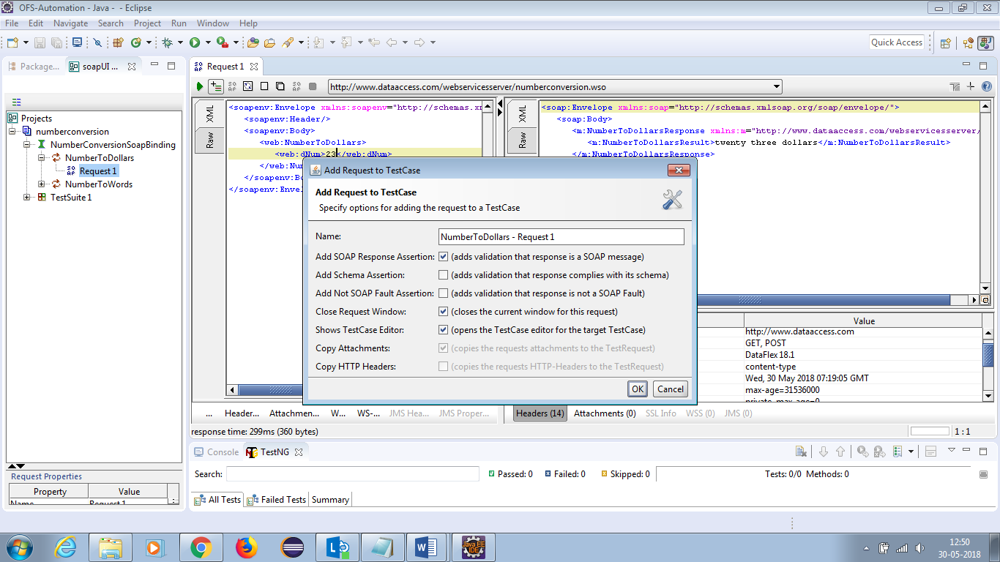 OFS-Automation - Java -  - Eclipse
File Edit Navigate Search Project Run Window Help
Quick Access
Package...
soapUI ...
Request 1
http://www.dataaccess.com/webservicesserver/numberconversion.wso
Projects
numberconversion
NumberConversionSoapBinding
NumberToDollars
Request 1
NumberToWords
TestSuite 1
XML
Raw
<soapenv:Envelope xmlns:soapenv="http://schemas.x
<soapenv:Header/>
<soapenv:Body>
<web:NumberToDollars>
<web:dNum>23</web:dNum>
</web:Num
</soapenv:Bo
</soapenv:Envel
XML
Raw
<soap:Envelope xmlns:soap="http://schemas.xmlsoap.org/soap/envelope/">
<soap:Body>
<m:NumberToDollarsResponse xmlns:m="http://www.dataaccess.com/webservicesserver/
<m:NumberToDollarsResult>twenty three dollars</m:NumberToDollarsResult>
</m:NumberToDollarsResponse>
Add Request to TestCase
Add Request to TestCase
Specify options for adding the request to a TestCase
Name: NumberToDollars - Request 1
Add SOAP Response Assertion: (adds validation that response is a SOAP message)
Add Schema Assertion: (adds validation that response complies with its schema)
Add Not SOAP Fault Assertion: (adds validation that response is not a SOAP Fault)
Close Request Window: (closes the current window for this request)
Shows TestCase Editor: (opens the TestCase editor for the target TestCase)
Copy Attachments: (copies the requests attachments to the TestRequest)
Copy HTTP Headers: (copies the requests HTTP-Headers to the TestRequest)
OK Cancel
Value
http://www.dataaccess.com
GET, POST
DataFlex 18.1
content-type
Wed, 30 May 2018 07:19:05 GMT
max-age=31536000
private, max-age=0
... Header... Attachmen... W... WS-... JMS Hea... JMS Proper...
Headers (14) Attachments (0) SSL Info WSS (0) JMS (0)
response time: 299ms (360 bytes)
1 : 1
Console
TestNG
Search:
Passed: 0 Failed: 0 Skipped: 0
Tests: 0/0 Methods: 0
All Tests Failed Tests Summary
Request Properties
Property Value
Name Request 1
Java EE
IDE
12:50
30-05-2018